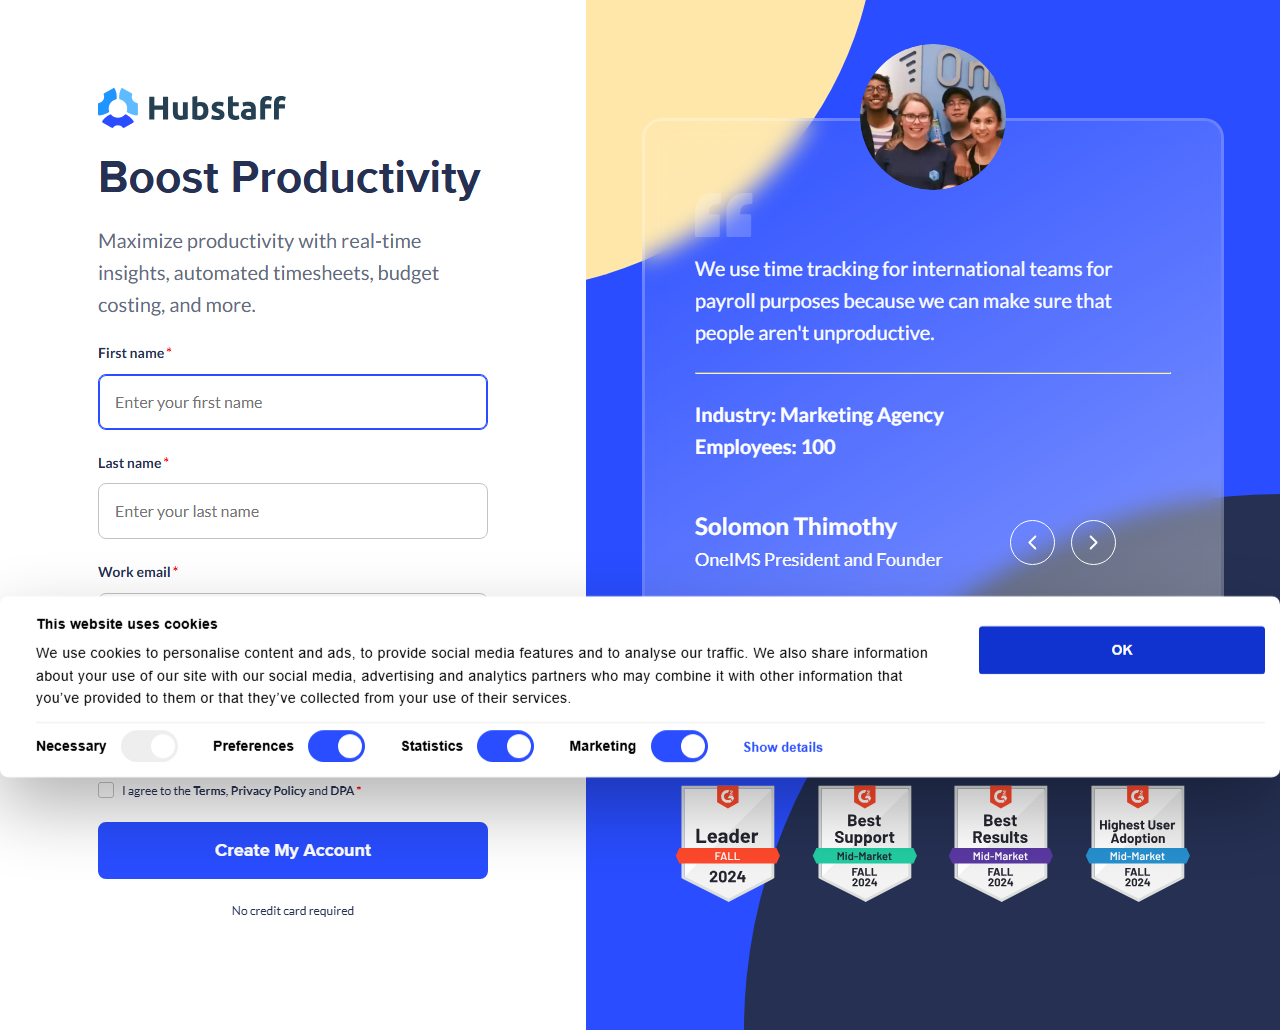 Hubstaff
Boost Productivity
Maximize productivity with real-time
insights, automated timesheets, budget
costing, and more.
First name *
Enter your first name
Last name *
Enter your last name
Work email *
On
We use time tracking for international teams for
payroll purposes because we can make sure that
people aren't unproductive.
Industry: Marketing Agency
Employees: 100
Solomon Thimothy
OneIMS President and Founder
This website uses cookies
We use cookies to personalise content and ads, to provide social media features and to analyse our traffic. We also share information
about your use of our site with our social media, advertising and analytics partners who may combine it with other information that
you've provided to them or that they've collected from your use of their services.
OK
Necessary
Preferences
Statistics
Marketing
Show details
I agree to the Terms, Privacy Policy and DPA *
Create My Account
No credit card required
Leader
FALL
2024
Best
Support
Mid-Market
FALL
2024
Best
Results
Mid-Market
FALL
2024
Highest User
Adoption
Mid-Market
FALL
2024